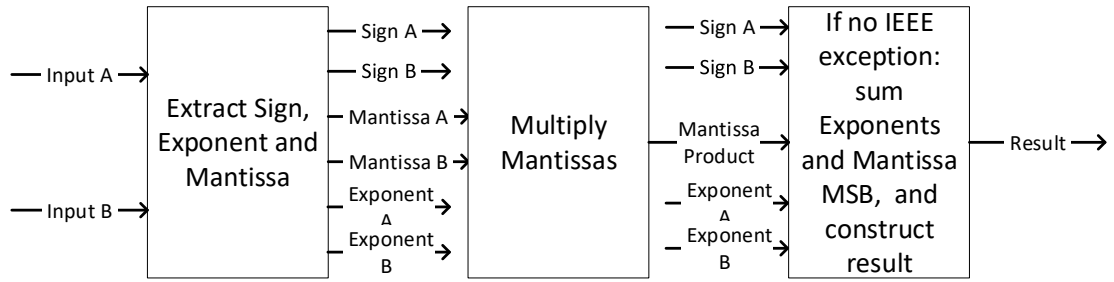 Input A
Input B
Extract Sign,
Exponent and
Mantissa
Sign A
Sign B
Mantissa A
Mantissa B
Exponent
A
Exponent
B
Multiply
Mantissas
Sign A
Sign B
Mantissa
Product
Exponent
A
Exponent
B
If no IEEE
exception:
sum
Exponents
and Mantissa
MSB, and
construct
result
Result